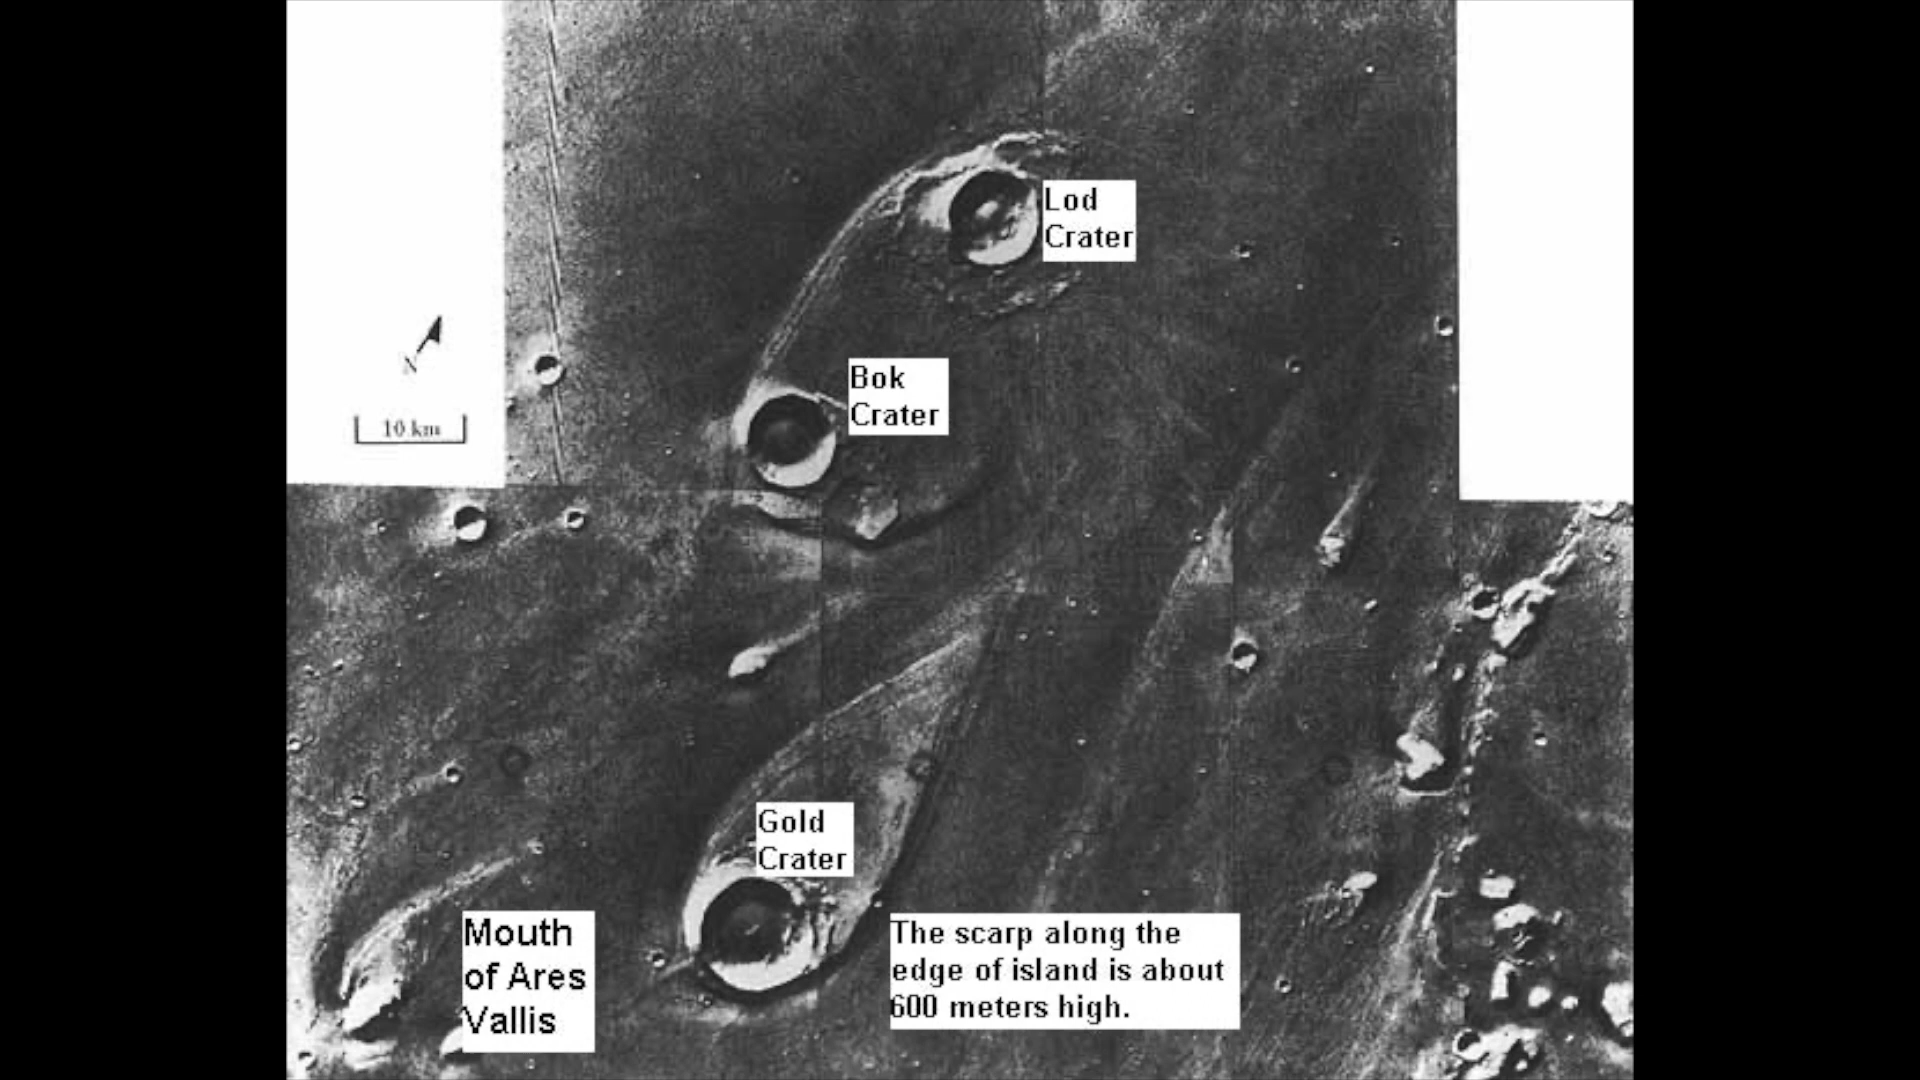 Lod
Crater
Bok
Crater
N
10 km
Gold
Crater
Mouth
of Ares
Vallis
The scarp along the
edge of island is about
600 meters high.